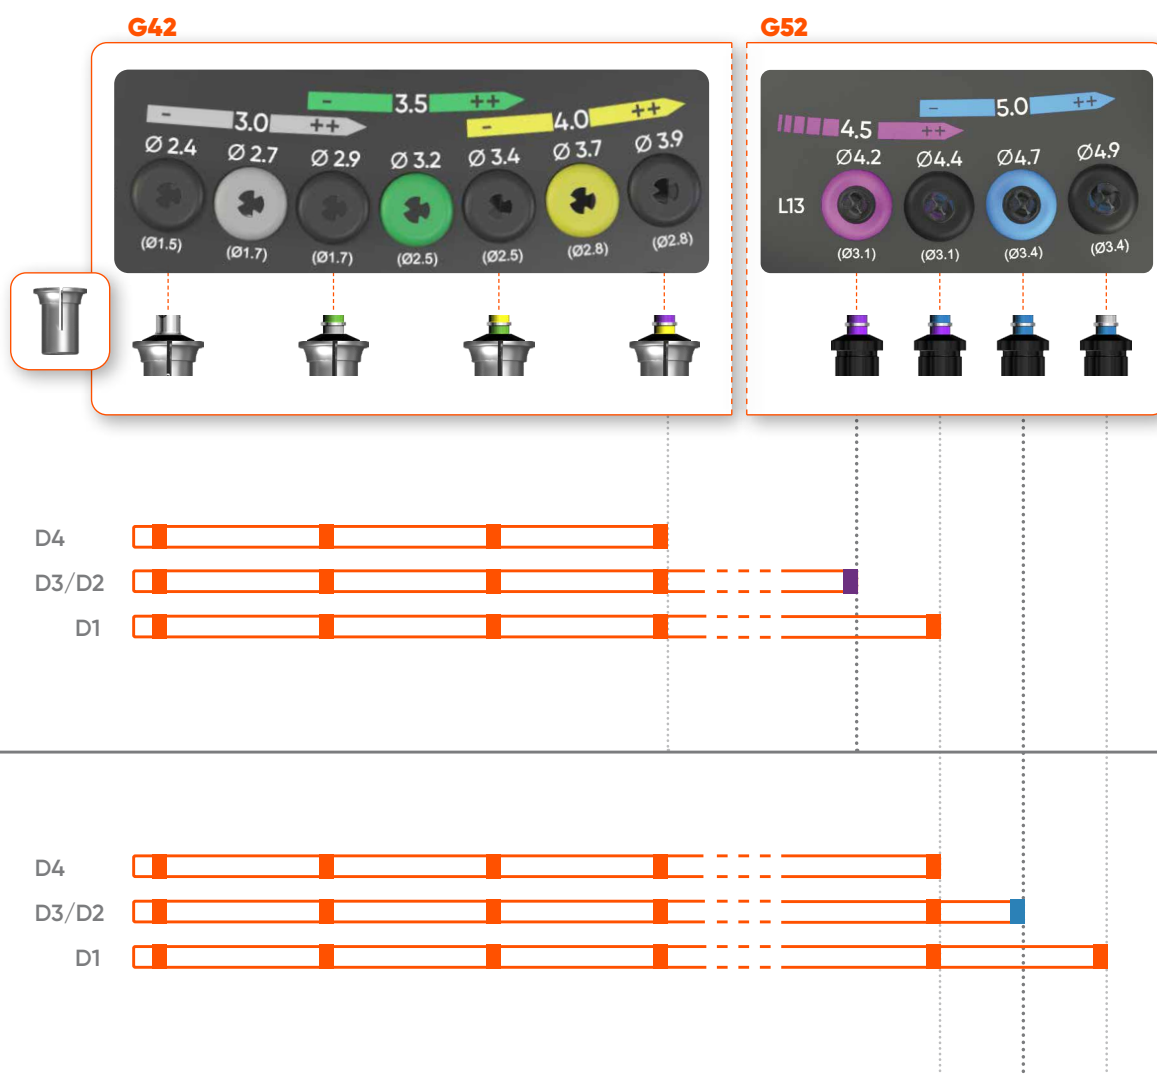 G42
G52
- 3.0 ++
- 3.5 ++
- 4.0 ++
4.5 ++
- 5.0 ++
Ø 2.4 Ø 2.7 Ø 2.9 Ø 3.2 Ø 3.4 Ø 3.7 Ø 3.9
Ø4.2 Ø4.4 Ø4.7 Ø4.9
L13
(Ø1.5) (Ø1.7) (Ø1.7) (Ø2.5) (Ø2.5) (Ø2.8) (Ø2.8)
(Ø3.1) (Ø3.1) (Ø3.4) (Ø3.4)
D4
D3/D2
D1
D4
D3/D2
D1